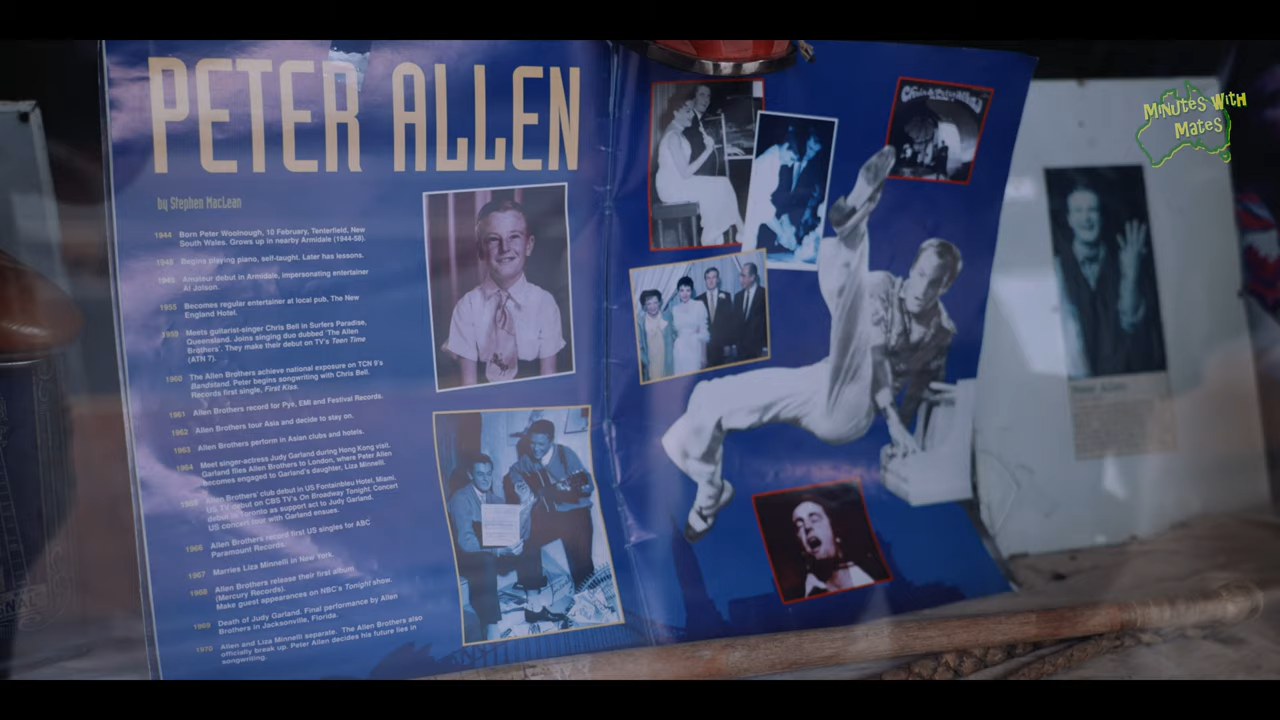 PETER ALLEN
by Stephen MacLean
1944 Born Peter Woolnough, 10 February, Tenterfield, New
South Wales. Grows up in nearby Armidale (1944-58).
1948 Begins playing piano, self-taught. Later has lessons.
Amateur debut in Armidale, impersonating entertainer
Al Jolson.
1955 Becomes regular entertainer at local pub, The New
England Hotel.
Meets guitarist-singer Chris Bell in Surfers Paradise,
Queensland. Joins singing duo dubbed 'The Allen
Brothers'. They make their debut on TV's Teen Time
(ATN 7).
1960 The Allen Brothers achieve national exposure on TCN 9's
Bandstand. Peter begins songwriting with Chris Bell.
Records first single, First Kiss.
1961 Allen Brothers record for Pye, EMI and Festival Records.
1962 Allen Brothers tour Asia and decide to stay on.
1963 Allen Brothers perform in Asian clubs and hotels.
1964 Meet singer-actress Judy Garland during Hong Kong visit.
Garland flies Allen Brothers to London, where Peter Allen
becomes engaged to Garland's daughter, Liza Minnelli.
Allen Brothers' club debut in US Fontainbleu Hotel, Miami.
US TV debut on CBS TV's On Broadway Tonight. Concert
debut in Toronto as support act to Judy Garland.
US concert tour with Garland ensues.
1966 Allen Brothers record first US singles for ABC
Paramount Records.
1967 Marries Liza Minnelli in New York
1968 Allen Brothers release their first album
(Mercury Records).
Make guest appearances on NBC's Tonight show.
1969 Death of Judy Garland. Final performance by Allen
Brothers in Jacksonville, Florida.
1970 Allen and Liza Minnelli separate. The Allen Brothers also
officially break up. Peter Allen decides his future lies in
songwriting.
MINUTES WITH
MATES